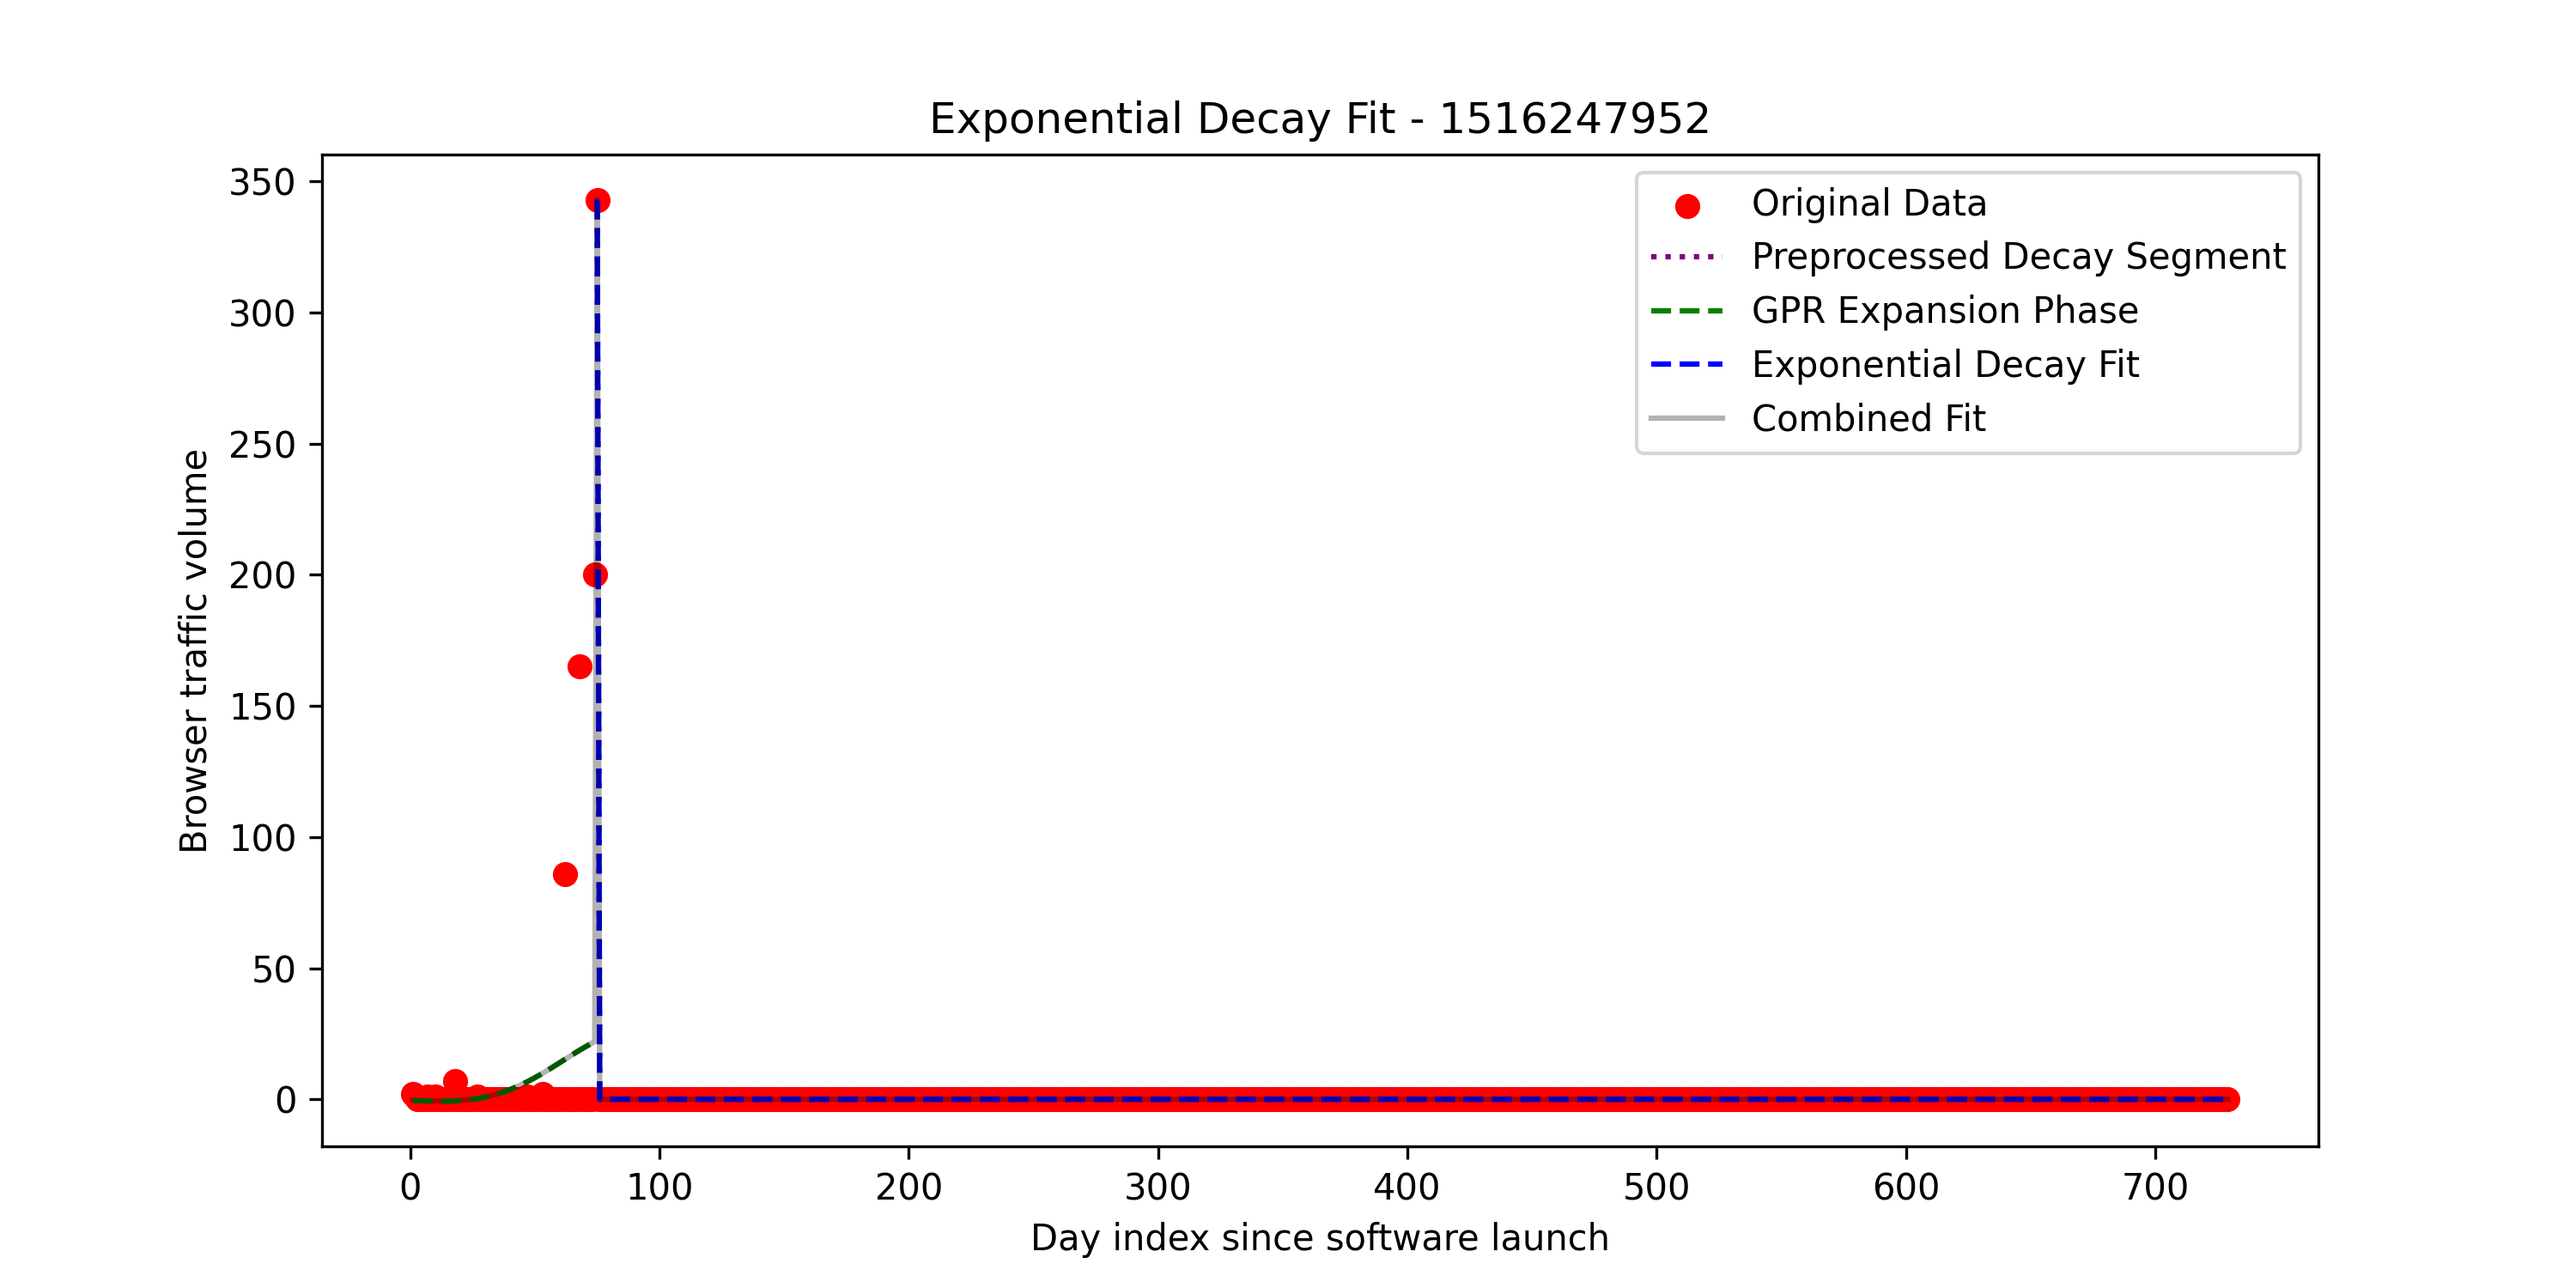 Exponential Decay Fit - 1516247952
Original Data
Preprocessed Decay Segment
GPR Expansion Phase
Exponential Decay Fit
Combined Fit
Browser traffic volume
350
300
250
200
150
100
50
0
0 100 200 300 400 500 600 700
Day index since software launch